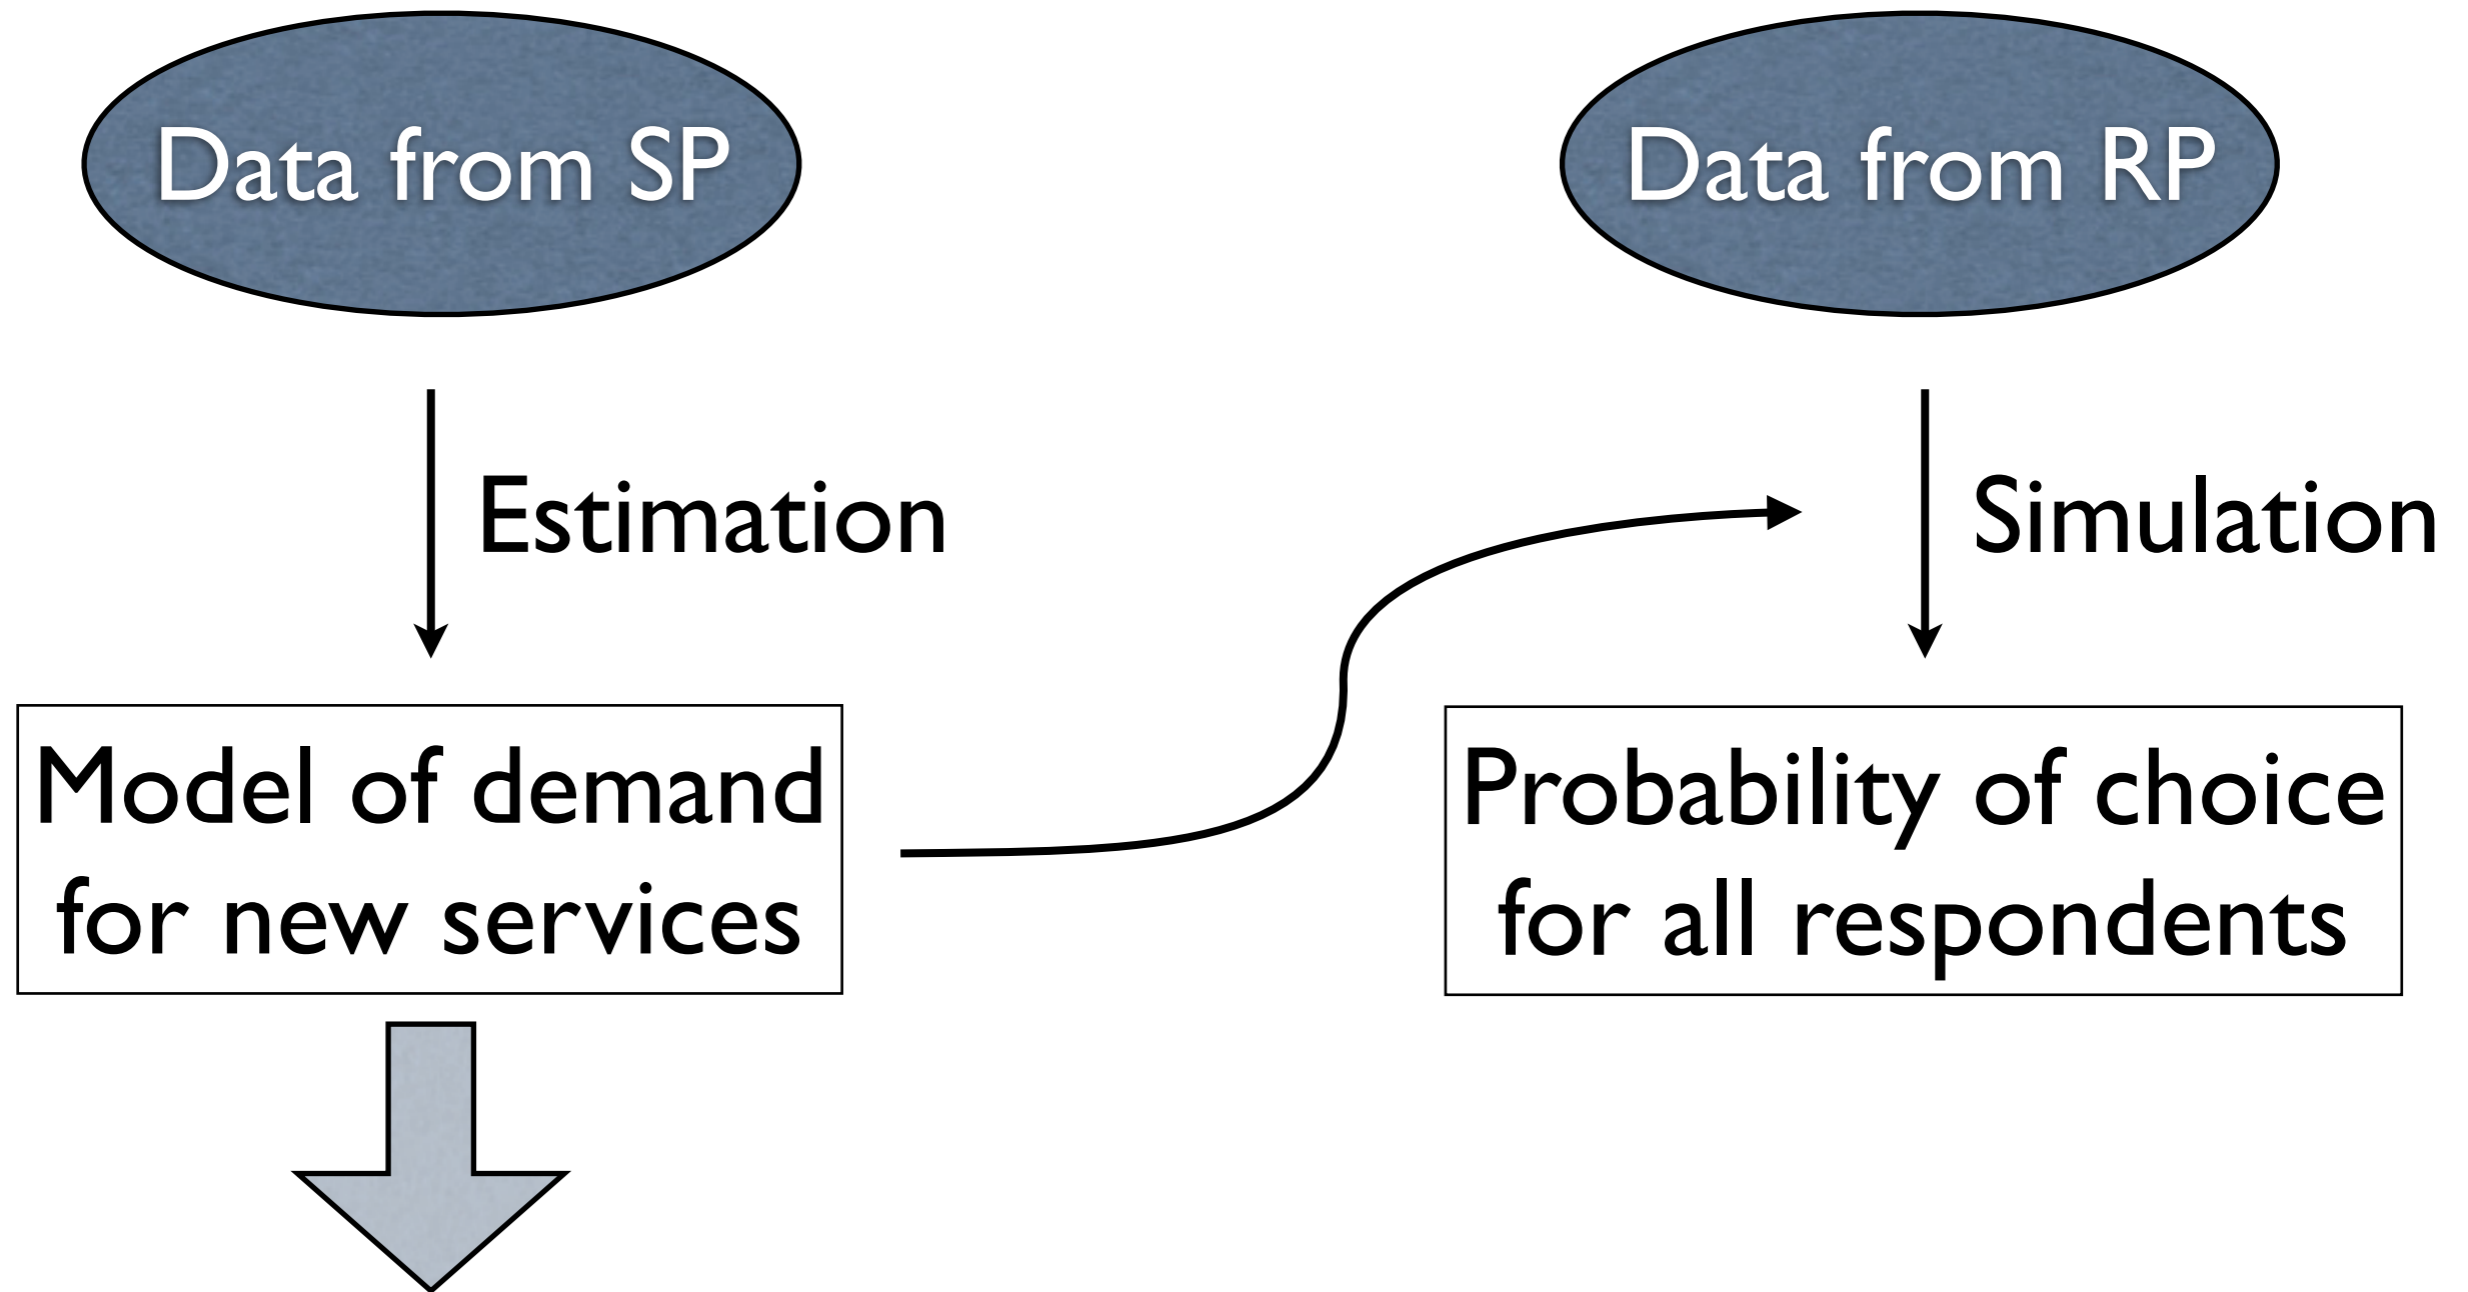 Data from SP
Data from RP
Estimation
Simulation
Model of demand
for new services
Probability of choice
for all respondents